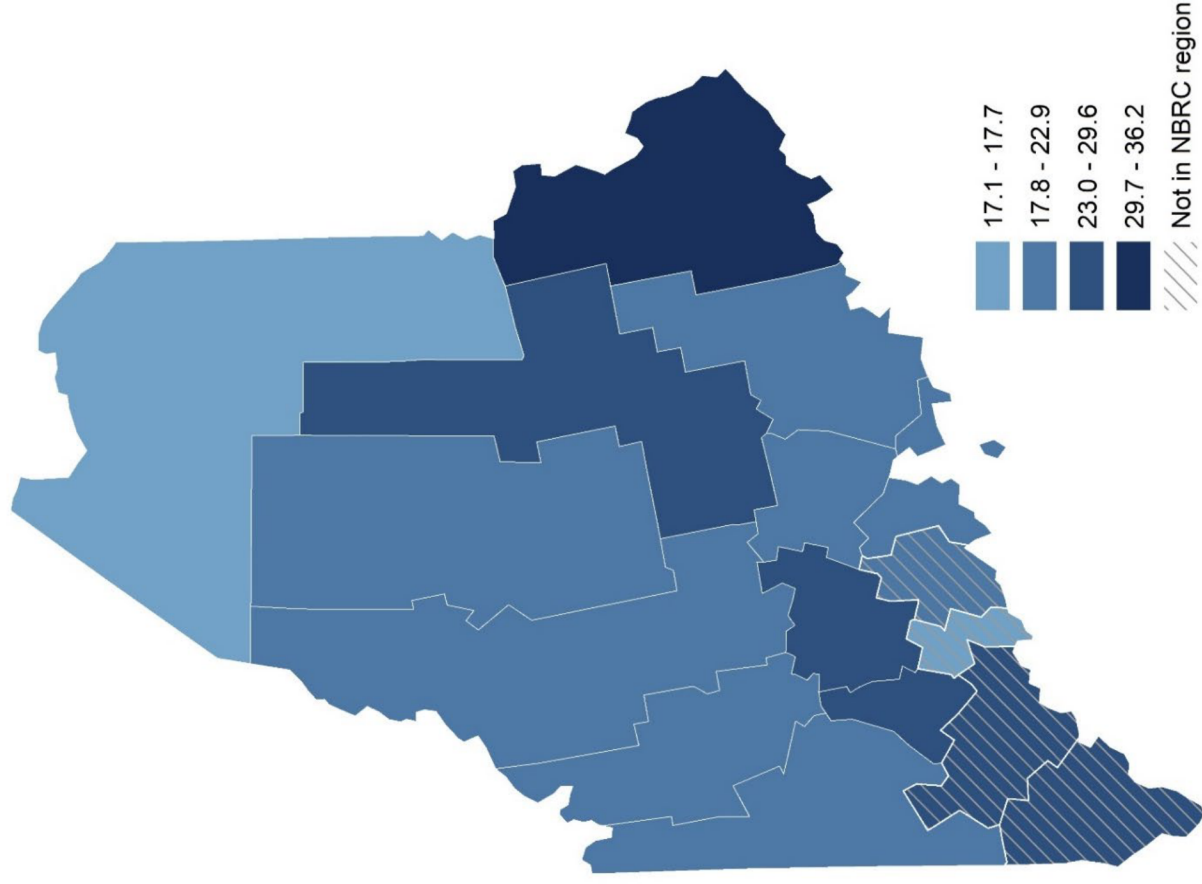 17.1 - 17.7
17.8 - 22.9
23.0 - 29.6
29.7 - 36.2
Not in NBRC region